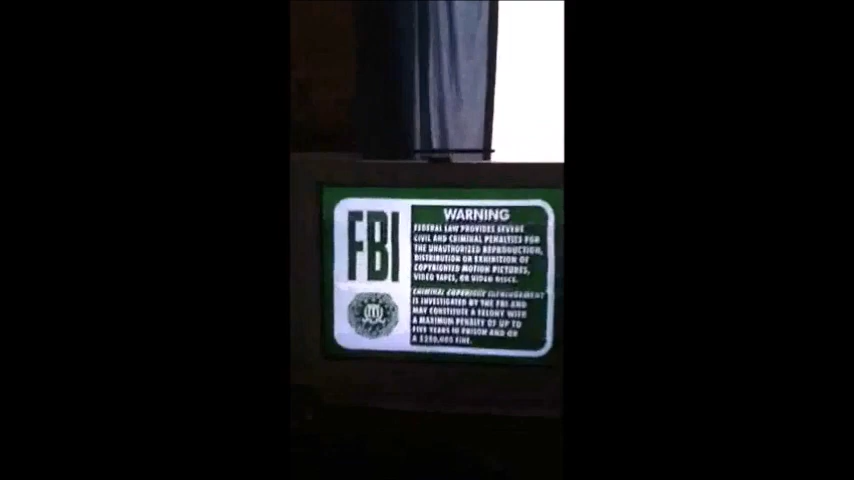 FBI
WARNING
FEDERAL LAW PROVIDES SEVERE
CIVIL AND CRIMINAL PENALTIES FOR
THE UNAUTHORIZED REPRODUCTION,
DISTRIBUTION OR EXHIBITION OF
COPYRIGHTED MOTION PICTURES,
VIDEO TAPES, OR VIDEO DISCS.
CRIMINAL COPYRIGHT INFRINGEMENT
IS INVESTIGATED BY THE FBI AND
MAY CONSTITUTE A FELONY WITH
A MAXIMUM PENALTY OF UP TO
FIVE YEARS IN PRISON AND OR
A $250,000 FINE.